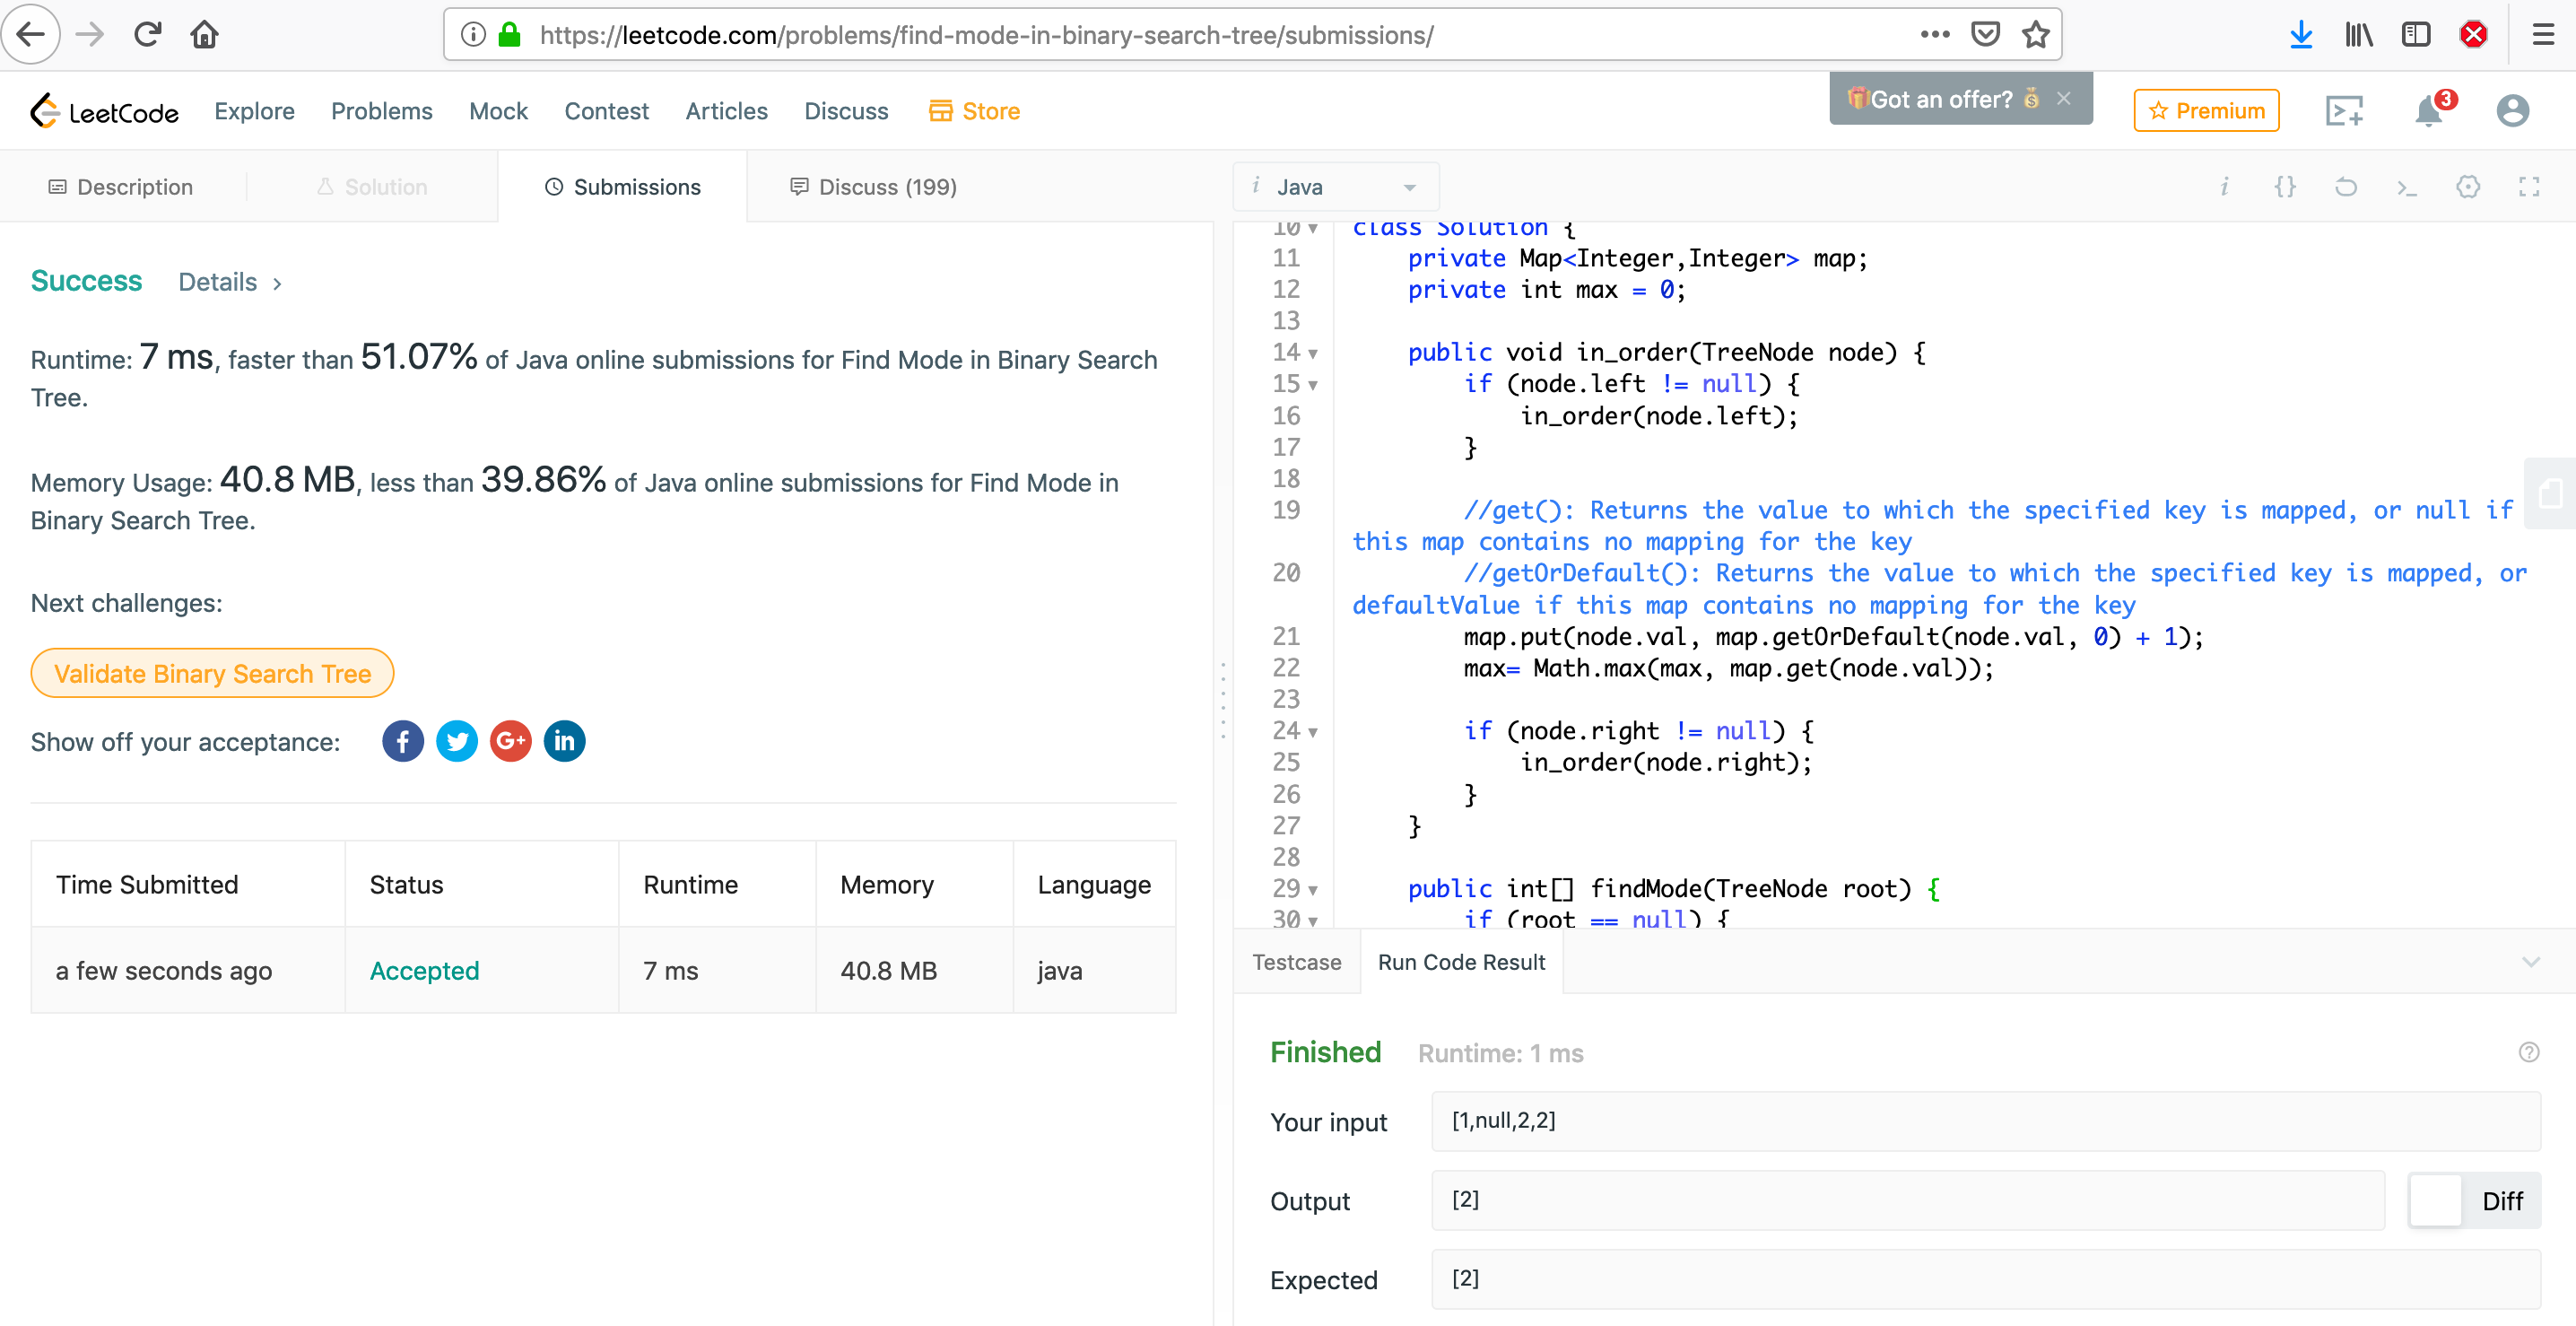 https://leetcode.com/problems/find-mode-in-binary-search-tree/submissions/
LeetCode Explore Problems Mock Contest Articles Discuss Store Got an offer? Premium 3
Description Solution Submissions Discuss (199)
Success Details
Runtime: 7 ms, faster than 51.07% of Java online submissions for Find Mode in Binary Search
Tree.
Memory Usage: 40.8 MB, less than 39.86% of Java online submissions for Find Mode in
Binary Search Tree.
Next challenges:
Validate Binary Search Tree
Show off your acceptance:
Time Submitted Status Runtime Memory Language
a few seconds ago Accepted 7 ms 40.8 MB java
i Java
10 class Solution {
11 private Map<Integer,Integer> map;
12 private int max = 0;
13
14 public void in_order(TreeNode node) {
15 if (node.left != null) {
16 in_order(node.left);
17 }
18
19 //get(): Returns the value to which the specified key is mapped, or null if
this map contains no mapping for the key
20 //getOrDefault(): Returns the value to which the specified key is mapped, or
defaultValue if this map contains no mapping for the key
21 map.put(node.val, map.getOrDefault(node.val, 0) + 1);
22 max= Math.max(max, map.get(node.val));
23
24 if (node.right != null) {
25 in_order(node.right);
26 }
27 }
28
29 public int[] findMode(TreeNode root) {
30 if (root == null) {
Testcase Run Code Result
Finished Runtime: 1 ms
Your input [1,null,2,2]
Output [2] Diff
Expected [2]